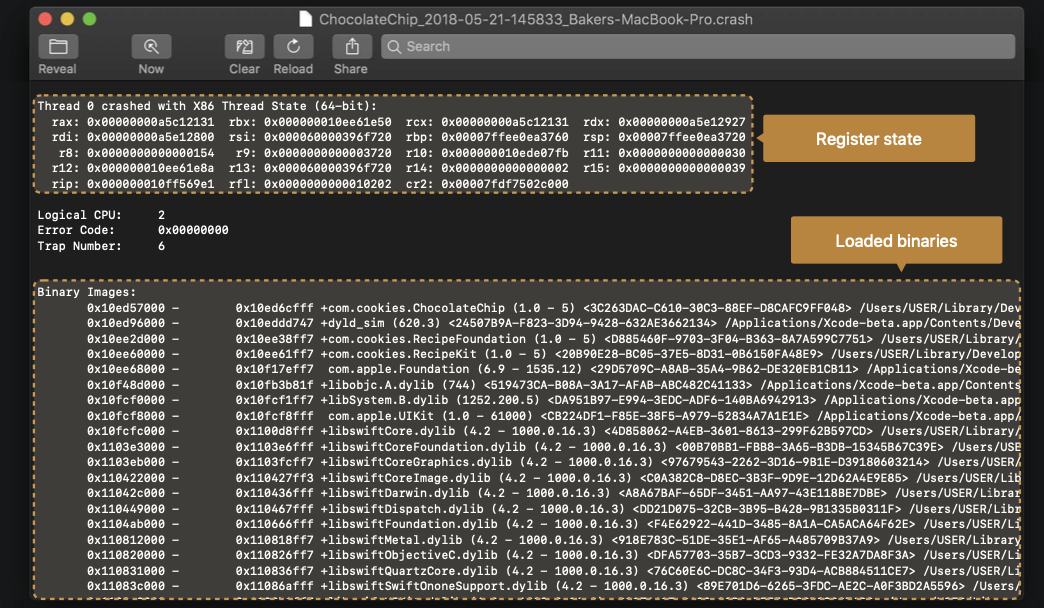 ChocolateChip_2018-05-21-145833_Bakers-MacBook-Pro.crash
Search
Reveal Now Clear Reload Share
Thread 0 crashed with X86 Thread State (64-bit):
rax: 0x00000000a5c12131 rbx: 0x000000010ee61e50 rcx: 0x00000000a5c12131 rdx: 0x00000000a5e12927
rdi: 0x00000000a5e12800 rsi: 0x000060000396f720 rbp: 0x00007ffee0ea3760 rsp: 0x00007ffee0ea3720
r8: 0x0000000000000154 r9: 0x0000000000003720 r10: 0x000000010ede07fb r11: 0x0000000000000030
r12: 0x000000010ee61e8a r13: 0x000060000396f720 r14: 0x0000000000000002 r15: 0x0000000000000039
rip: 0x000000010ff569e1 rfl: 0x0000000000010202 cr2: 0x00007fdf7502c000
Register state
Logical CPU: 2
Error Code: 0x00000000
Trap Number: 6
Loaded binaries
Binary Images:
0x10ed57000 - 0x10ed6cfff +com.cookies.ChocolateChip (1.0 - 5) <3C263DAC-C610-30C3-88EF-D8CAFC9FF048> /Users/USER/Library/Dev
0x10ed96000 - 0x10eddd747 +dyld_sim (620.3) <24507B9A-F823-3D94-9428-632AE3662134> /Applications/Xcode-beta.app/Contents/Deve
0x10ee2d000 - 0x10ee38ff7 +com.cookies.RecipeFoundation (1.0 - 5) <D885460F-9703-3F04-B363-8A7A599C7751> /Users/USER/Library/
0x10ee60000 - 0x10ee61ff7 +com.cookies.RecipeKit (1.0 - 5) <20B90E28-BC05-37E5-8D31-0B6150FA48E9> /Users/USER/Library/Develop
0x10ee68000 - 0x10f17eff7 com.apple.Foundation (6.9 - 1535.12) <29D5709C-A8AB-35A4-9B62-DE320EB1CB11> /Applications/Xcode-be
0x10f48d000 - 0x10fb3b81f +libobjc.A.dylib (744) <519473CA-B08A-3A17-AFAB-ABC482C41133> /Applications/Xcode-beta.app/Contents
0x10fcf0000 - 0x10fcf1ff7 +libSystem.B.dylib (1252.200.5) <DA951B97-E994-3EDC-ADF6-140BA6942913> /Applications/Xcode-beta.app
0x10fcf8000 - 0x10fcf8fff com.apple.UIKit (1.0 - 61000) <CB224DF1-F85E-38F5-A979-52834A7A1E1E> /Applications/Xcode-beta.app/
0x10fcfc000 - 0x1100d8fff +libswiftCore.dylib (4.2 - 1000.0.16.3) <4D858062-A4EB-3601-8613-299F62B597CD> /Users/USER/Library/
0x1103e3000 - 0x1103e6fff +libswiftCoreFoundation.dylib (4.2 - 1000.0.16.3) <00B70BB1-FBB8-3A65-B3DB-15345B67C39E> /Users/USE
0x1103eb000 - 0x1103fcff7 +libswiftCoreGraphics.dylib (4.2 - 1000.0.16.3) <97679543-2262-3D16-9B1E-D39180603214> /Users/USER/
0x110422000 - 0x110427ff3 +libswiftCoreImage.dylib (4.2 - 1000.0.16.3) <C0A382C8-D8EC-3B3F-9D9E-12D62A4E9E85> /Users/USER/Lib
0x11042c000 - 0x110436fff +libswiftDarwin.dylib (4.2 - 1000.0.16.3) <A8A67BAF-65DF-3451-AA97-43E118BE7DBE> /Users/USER/Librar
0x110449000 - 0x110467fff +libswiftDispatch.dylib (4.2 - 1000.0.16.3) <DD21D075-32CB-3B95-B428-9B1335B0311F> /Users/USER/Libr
0x1104ab000 - 0x110666fff +libswiftFoundation.dylib (4.2 - 1000.0.16.3) <F4E62922-441D-3485-8A1A-CA5ACA64F62E> /Users/USER/Li
0x110812000 - 0x110818ff7 +libswiftMetal.dylib (4.2 - 1000.0.16.3) <918E783C-51DE-35E1-AF65-A485709B37A9> /Users/USER/Library
0x110820000 - 0x110826ff7 +libswiftObjectiveC.dylib (4.2 - 1000.0.16.3) <DFA57703-35B7-3CD3-9332-FE32A7DA8F3A> /Users/USER/Li
0x110831000 - 0x110836ff7 +libswiftQuartzCore.dylib (4.2 - 1000.0.16.3) <76C60E6C-DC8C-34F3-93D4-ACB884511CE7> /Users/USER/Li
0x11083c000 - 0x11086afff +libswiftSwiftOnoneSupport.dylib (4.2 - 1000.0.16.3) <89E701D6-6265-3FDC-AE2C-A0F3BD2A5596> /Users/